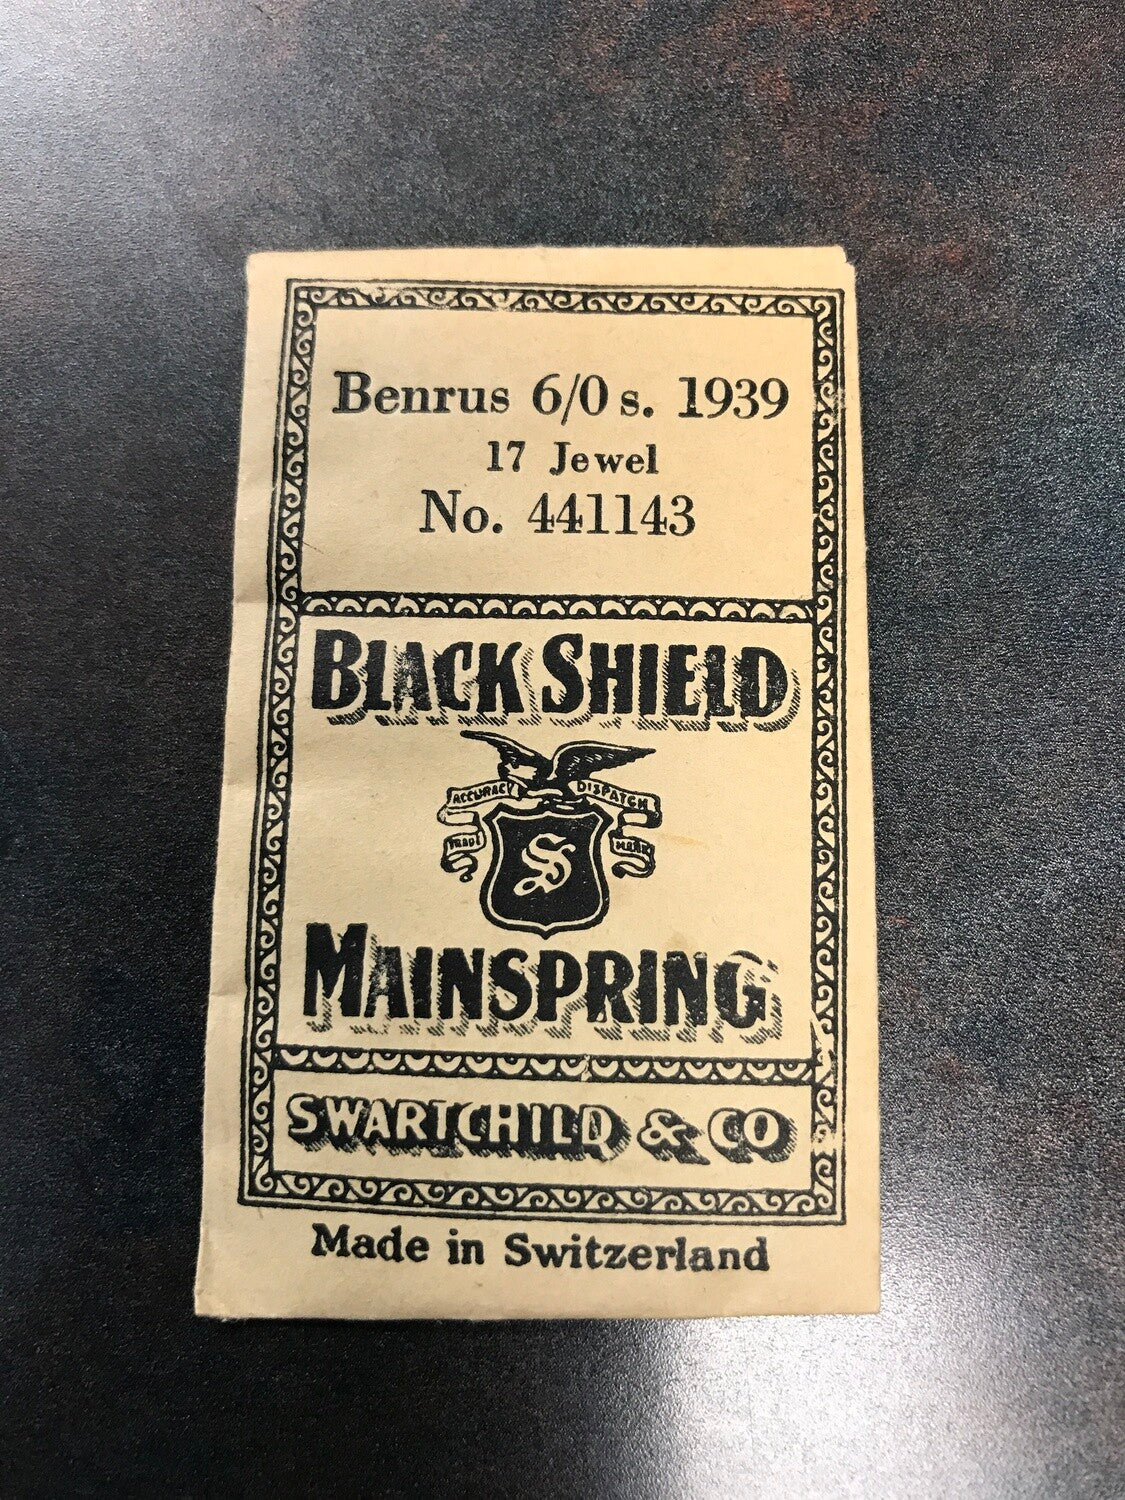 Benrus 6/0 s. 1939
17 Jewel
No. 441143
BLACK SHIELD
ACCURACY DISPATCH
TRADE MARK
S
MAINSPRING
SWARTCHILD & CO
Made in Switzerland